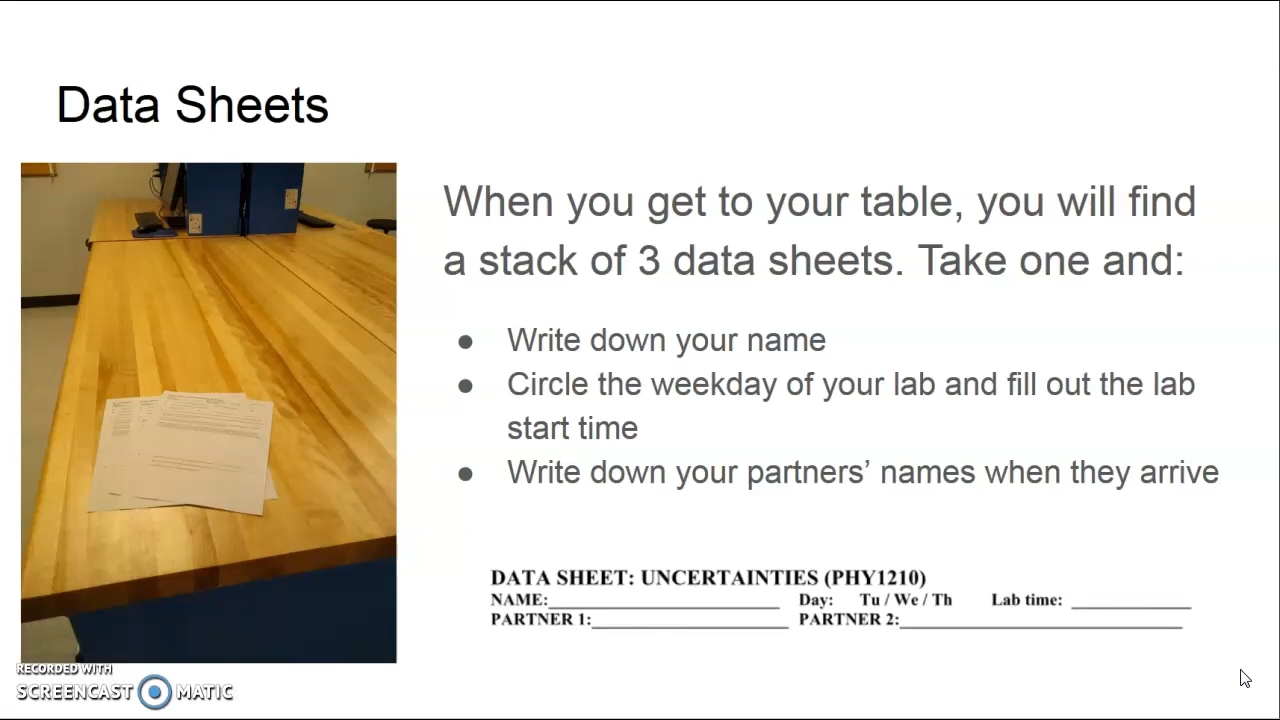 Data Sheets
When you get to your table, you will find
a stack of 3 data sheets. Take one and:
● Write down your name
● Circle the weekday of your lab and fill out the lab
start time
● Write down your partners’ names when they arrive
DATA SHEET: UNCERTAINTIES (PHY1210)
NAME:____________________ Day: Tu / We / Th Lab time: ____________
PARTNER 1:____________________ PARTNER 2:____________________________
RECORDED WITH
SCREENCAST MATIC